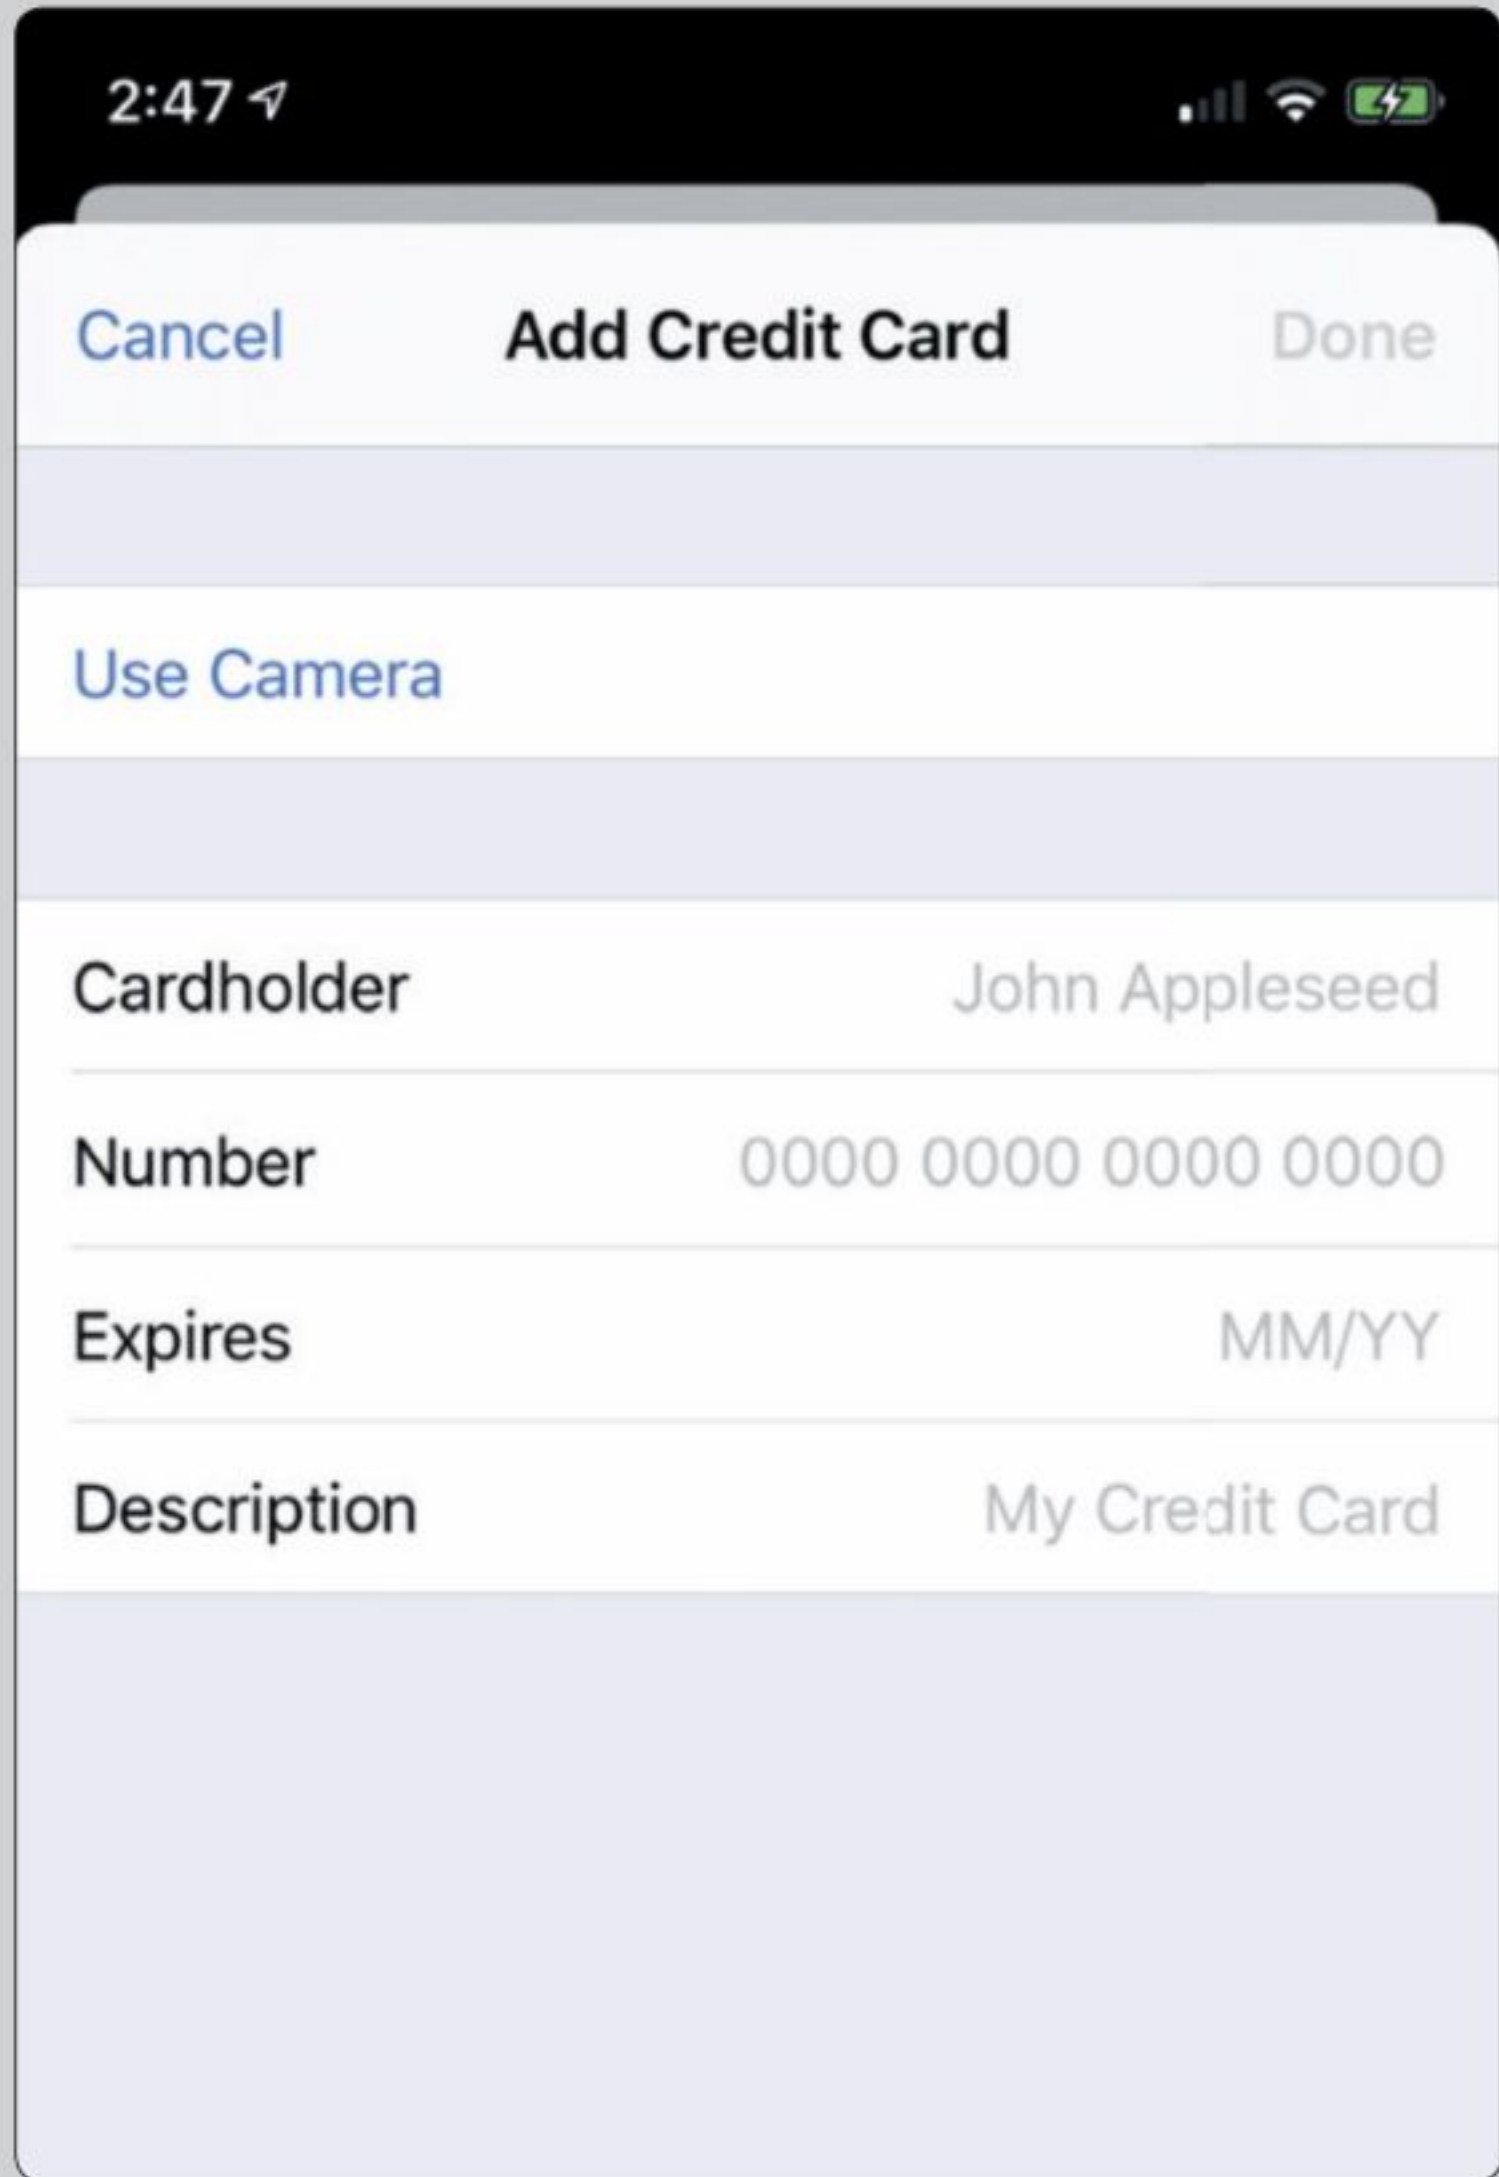 2:47
Cancel Add Credit Card Done
Use Camera
Cardholder John Appleseed
Number 0000 0000 0000 0000
Expires MM/YY
Description My Credit Card